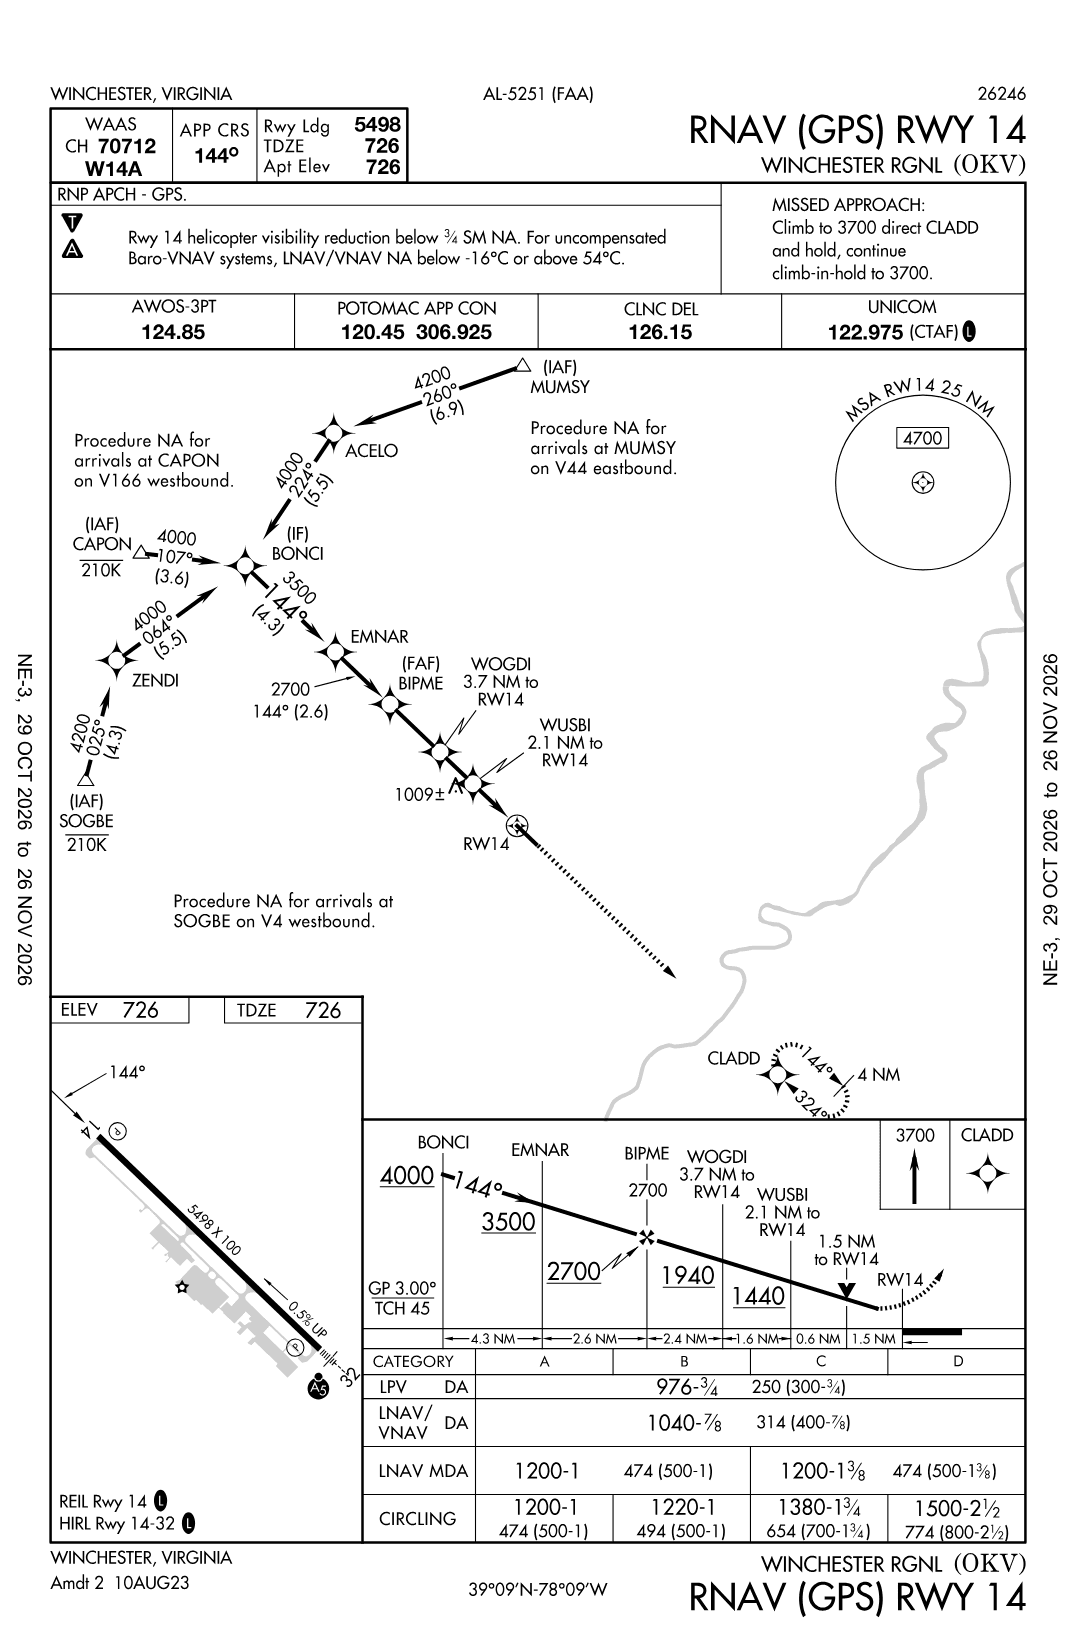 WINCHESTER, VIRGINIA
AL-5251 (FAA)
26246
WAAS
CH 70712
W14A
APP CRS
144°
Rwy Ldg 5498
TDZE 726
Apt Elev 726
RNAV (GPS) RWY 14
WINCHESTER RGNL (OKV)
RNP APCH - GPS.
T
A
Rwy 14 helicopter visibility reduction below ¾ SM NA. For uncompensated
Baro-VNAV systems, LNAV/VNAV NA below -16°C or above 54°C.
MISSED APPROACH:
Climb to 3700 direct CLADD
and hold, continue
climb-in-hold to 3700.
AWOS-3PT
124.85
POTOMAC APP CON
120.45 306.925
CLNC DEL
126.15
UNICOM
122.975 (CTAF) L
(IAF)
MUMSY
4200
260°
(6.9)
ACELO
Procedure NA for
arrivals at CAPON
on V166 westbound.
Procedure NA for
arrivals at MUMSY
on V44 eastbound.
MSA RW14 25 NM
4700
4000
224°
(5.5)
(IAF)
CAPON
210K
4000
107°
(3.6)
(IF)
BONCI
3500
144°
(4.3)
4000
064°
(5.5)
ZENDI
EMNAR
(FAF)
BIPME
2700
144° (2.6)
WOGDI
3.7 NM to
RW14
WUSBI
2.1 NM to
RW14
4200
025°
(4.3)
(IAF)
SOGBE
210K
1009±
RW14
Procedure NA for arrivals at
SOGBE on V4 westbound.
CLADD
144°
324°
4 NM
NE-3, 29 OCT 2026 to 26 NOV 2026
NE-3, 29 OCT 2026 to 26 NOV 2026
ELEV 726
TDZE 726
144°
14
P
5498 X 100
0.5% UP
P
32
A5
REIL Rwy 14 L
HIRL Rwy 14-32 L
BONCI
EMNAR
BIPME
2700
WOGDI
3.7 NM to
RW14
WUSBI
2.1 NM to
RW14
1.5 NM
to RW14
RW14
3700
CLADD
4000
144°
3500
2700
1940
1440
GP 3.00°
TCH 45
4.3 NM
2.6 NM
2.4 NM
1.6 NM
0.6 NM
1.5 NM
CATEGORY A B C D
LPV DA 976-¾ 250 (300-¾)
LNAV/
VNAV DA 1040-⅞ 314 (400-⅞)
LNAV MDA 1200-1 474 (500-1) 1200-1⅜ 474 (500-1⅜)
CIRCLING 1200-1 1220-1 1380-1¾ 1500-2½
474 (500-1) 494 (500-1) 654 (700-1¾) 774 (800-2½)
WINCHESTER, VIRGINIA
Amdt 2 10AUG23
39°09'N-78°09'W
WINCHESTER RGNL (OKV)
RNAV (GPS) RWY 14